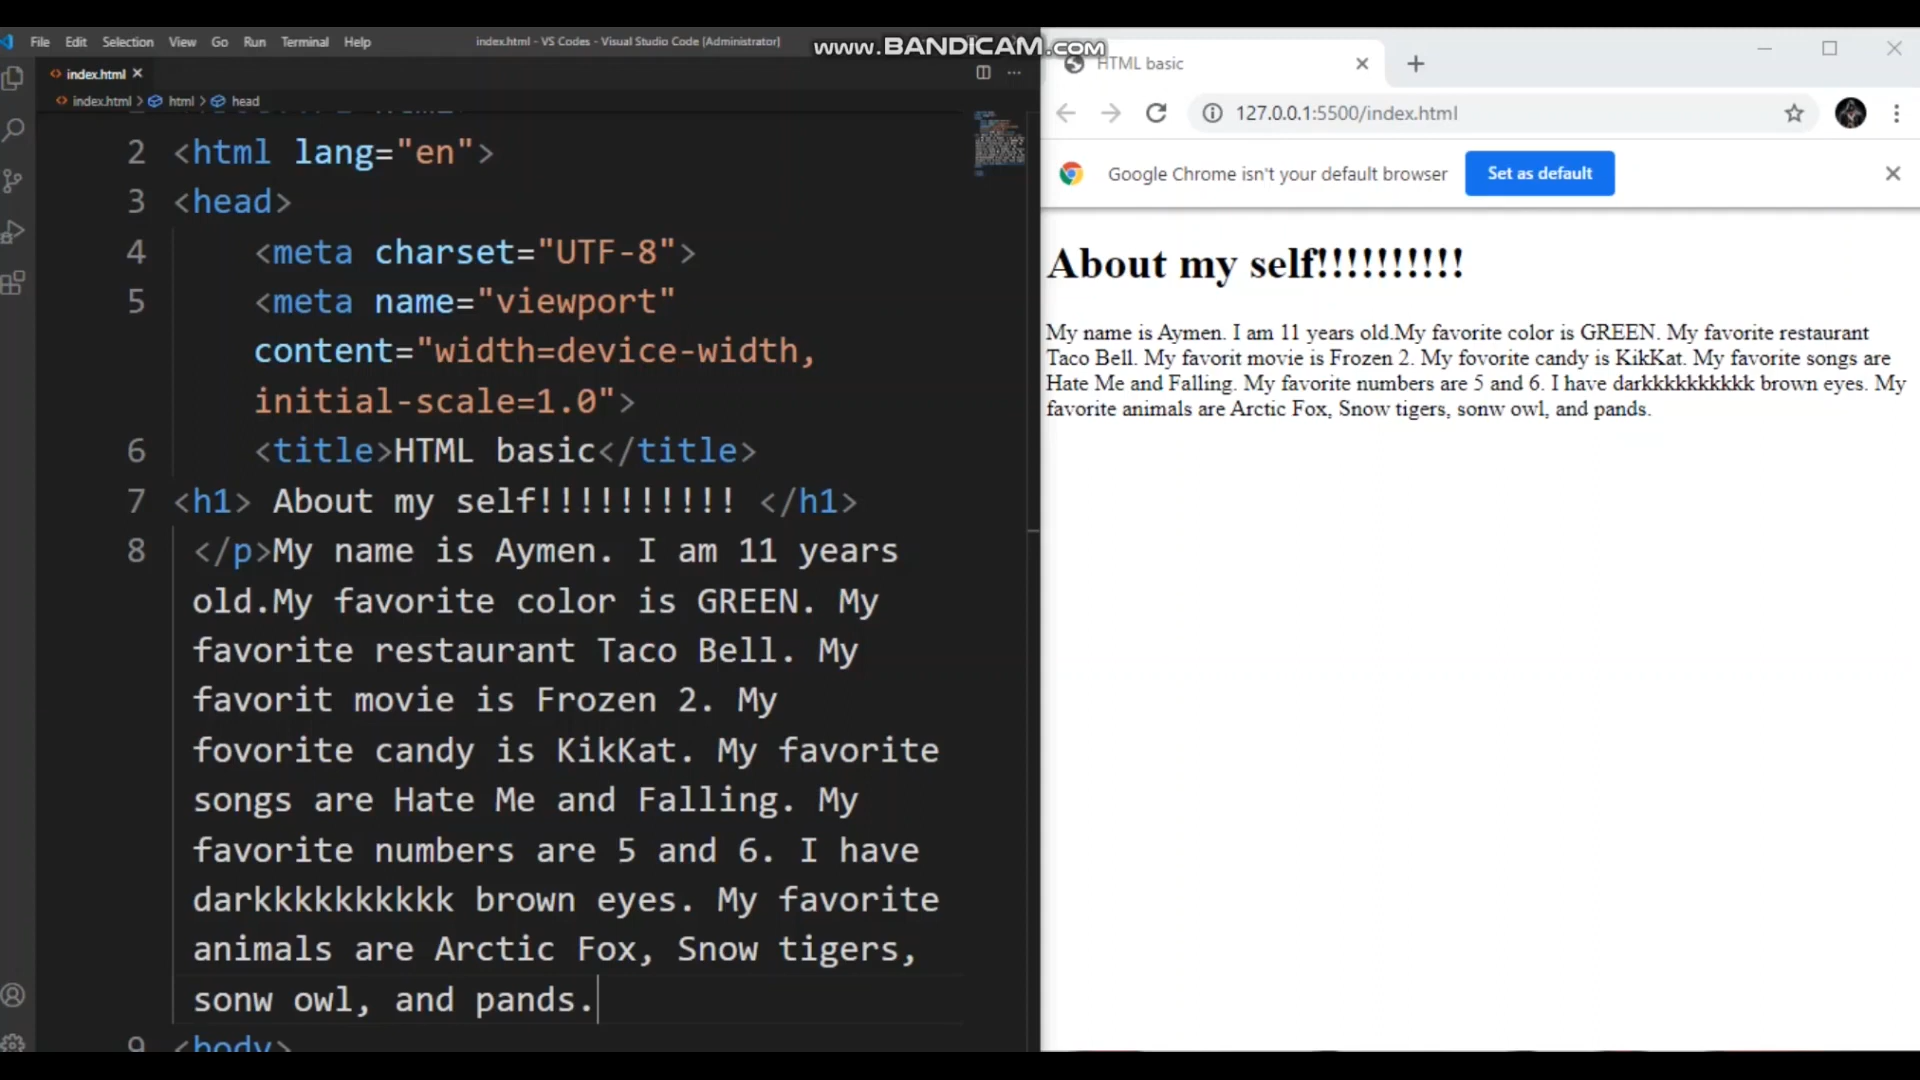 File Edit Selection View Go Run Terminal Help index.html - VS Codes - Visual Studio Code [Administrator]
www.BANDICAM.com
index.html
index.html > html > head
2 <html lang="en">
3 <head>
4 <meta charset="UTF-8">
5 <meta name="viewport"
content="width=device-width,
initial-scale=1.0">
6 <title>HTML basic</title>
7 <h1> About my self!!!!!!!!!! </h1>
8 </p>My name is Aymen. I am 11 years
old.My favorite color is GREEN. My
favorite restaurant Taco Bell. My
favorit movie is Frozen 2. My
fovorite candy is KikKat. My favorite
songs are Hate Me and Falling. My
favorite numbers are 5 and 6. I have
darkkkkkkkkkk brown eyes. My favorite
animals are Arctic Fox, Snow tigers,
sonw owl, and pands.
9 <body>
HTML basic
127.0.0.1:5500/index.html
Google Chrome isn't your default browser Set as default
About my self!!!!!!!!!!
My name is Aymen. I am 11 years old.My favorite color is GREEN. My favorite restaurant
Taco Bell. My favorit movie is Frozen 2. My fovorite candy is KikKat. My favorite songs are
Hate Me and Falling. My favorite numbers are 5 and 6. I have darkkkkkkkkkk brown eyes. My
favorite animals are Arctic Fox, Snow tigers, sonw owl, and pands.